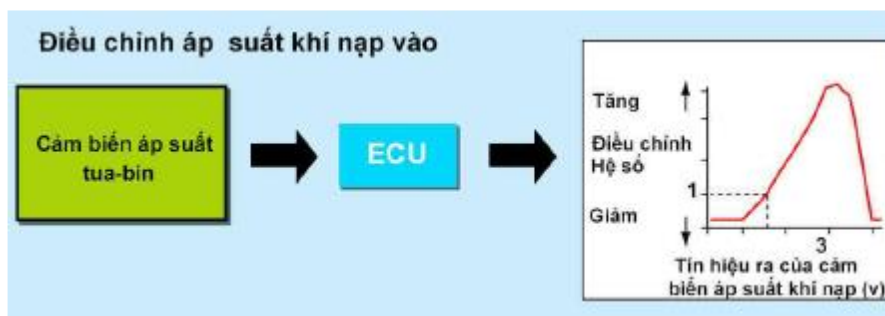 Điều chỉnh áp suất khí nạp vào
Cảm biến áp suất
tua-bin
ECU
Tăng
Điều chỉnh
Hệ số
1
Giảm
3
Tín hiệu ra của cảm
biến áp suất khí nạp (v)